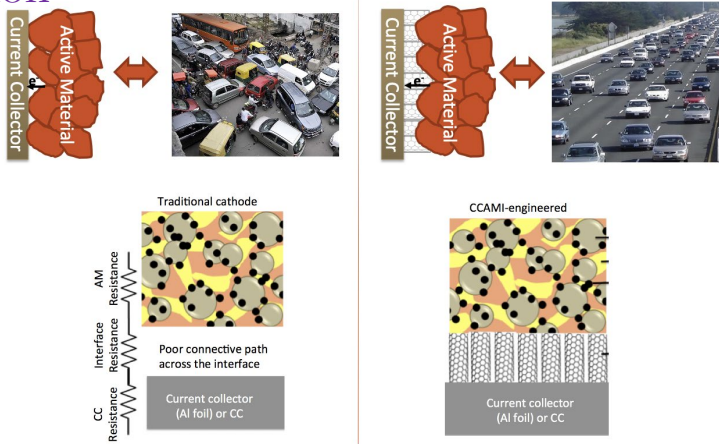 Current Collector
Active Material
e-
Current Collector
Active Material
e-
Traditional cathode
AM
Resistance
Interface
Resistance
CC
Resistance
Poor connective path
across the interface
Current collector
(Al foil) or CC
CCAMI-engineered
Current collector
(Al foil) or CC